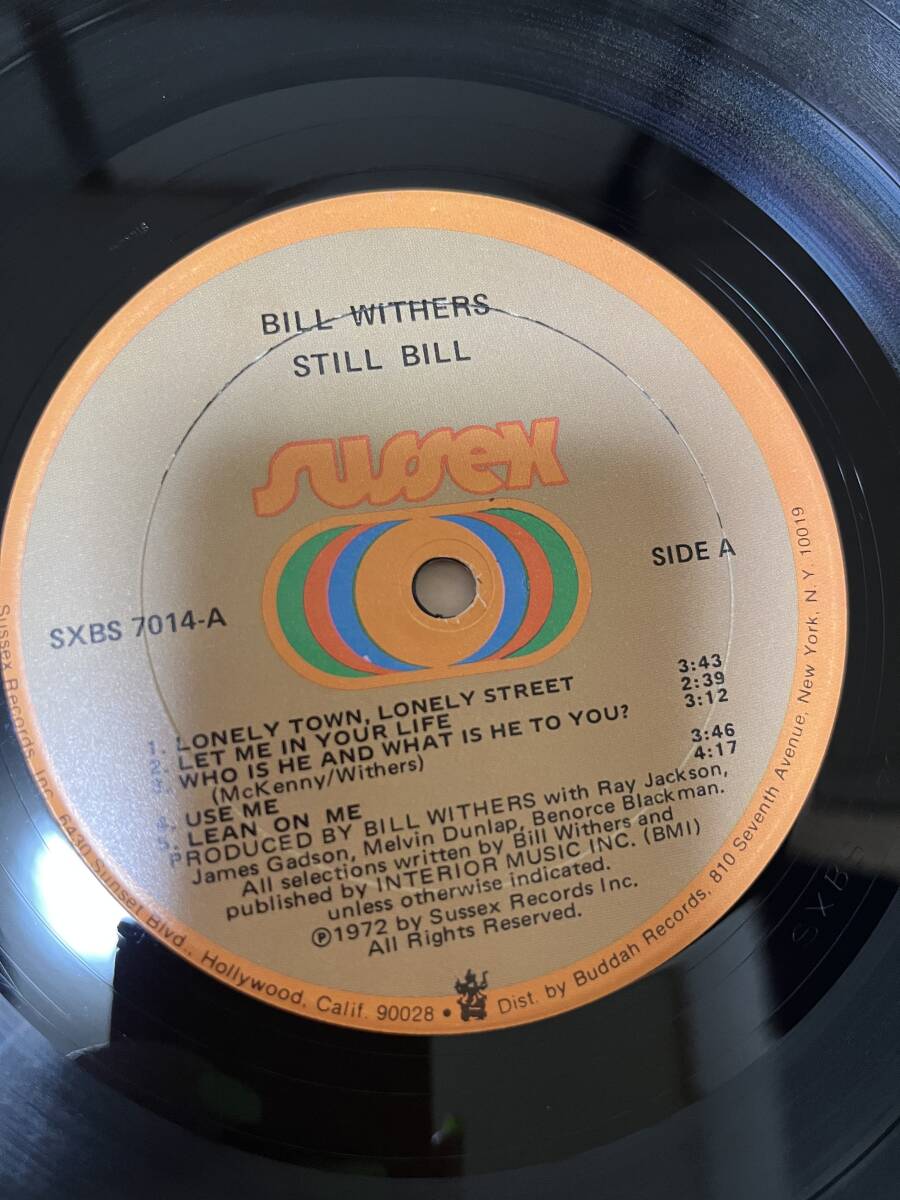 BILL WITHERS
STILL BILL
sussex
SIDE A
SXBS 7014-A
1. LONELY TOWN, LONELY STREET 3:43
2. LET ME IN YOUR LIFE 2:39
3. WHO IS HE AND WHAT IS HE TO YOU? 3:12
(McKenny/Withers)
4. USE ME 3:46
5. LEAN ON ME 4:17
PRODUCED BY BILL WITHERS with Ray Jackson,
James Gadson, Melvin Dunlap, Benorce Blackman.
All selections written by Bill Withers and
published by INTERIOR MUSIC INC. (BMI)
unless otherwise indicated.
℗1972 by Sussex Records Inc.
All Rights Reserved.
Sussex Records, Inc. 6430 Sunset Blvd., Hollywood, Calif. 90028 • Dist. by Buddah Records, 810 Seventh Avenue, New York, N.Y. 10019
SXBS